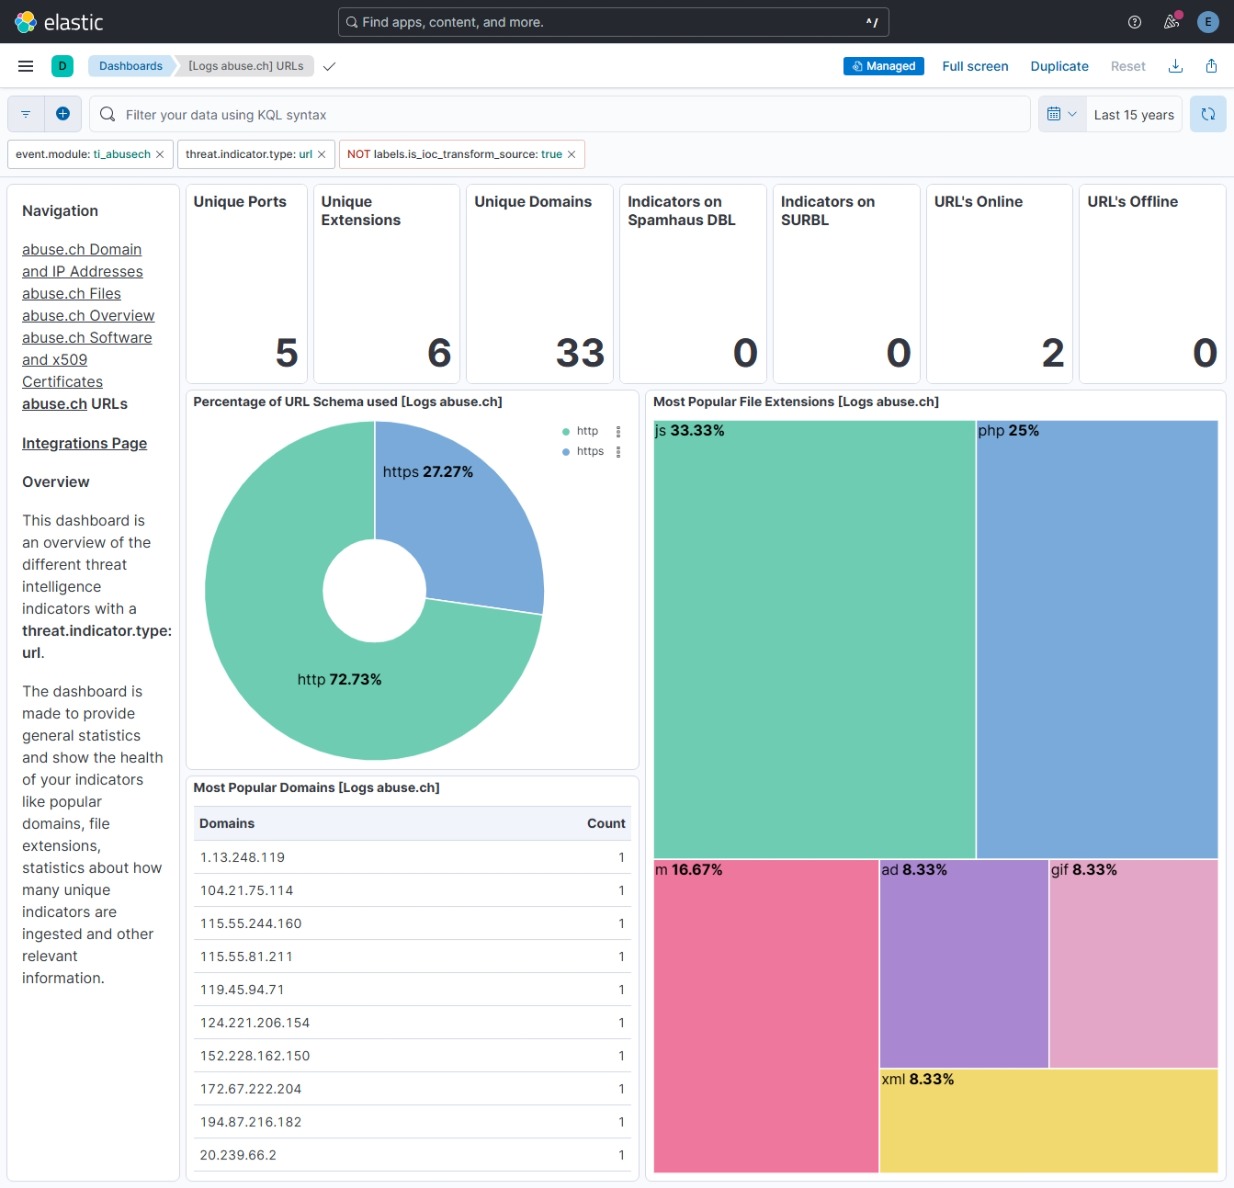 elastic
Find apps, content, and more.
^/
E
D
Dashboards
[Logs abuse.ch] URLs
Managed
Full screen
Duplicate
Reset
Filter your data using KQL syntax
Last 15 years
event.module: ti_abusech ×
threat.indicator.type: url ×
NOT labels.is_ioc_transform_source: true ×
Navigation
abuse.ch Domain
and IP Addresses
abuse.ch Files
abuse.ch Overview
abuse.ch Software
and x509
Certificates
abuse.ch URLs
Integrations Page
Overview
This dashboard is
an overview of the
different threat
intelligence
indicators with a
threat.indicator.type:
url.
The dashboard is
made to provide
general statistics
and show the health
of your indicators
like popular
domains, file
extensions,
statistics about how
many unique
indicators are
ingested and other
relevant
information.
Unique Ports
5
Unique
Extensions
6
Unique Domains
33
Indicators on
Spamhaus DBL
0
Indicators on
SURBL
0
URL's Online
2
URL's Offline
0
Percentage of URL Schema used [Logs abuse.ch]
http
https
https 27.27%
http 72.73%
Most Popular Domains [Logs abuse.ch]
Domains Count
1.13.248.119 1
104.21.75.114 1
115.55.244.160 1
115.55.81.211 1
119.45.94.71 1
124.221.206.154 1
152.228.162.150 1
172.67.222.204 1
194.87.216.182 1
20.239.66.2 1
Most Popular File Extensions [Logs abuse.ch]
js 33.33%
php 25%
m 16.67%
ad 8.33%
gif 8.33%
xml 8.33%